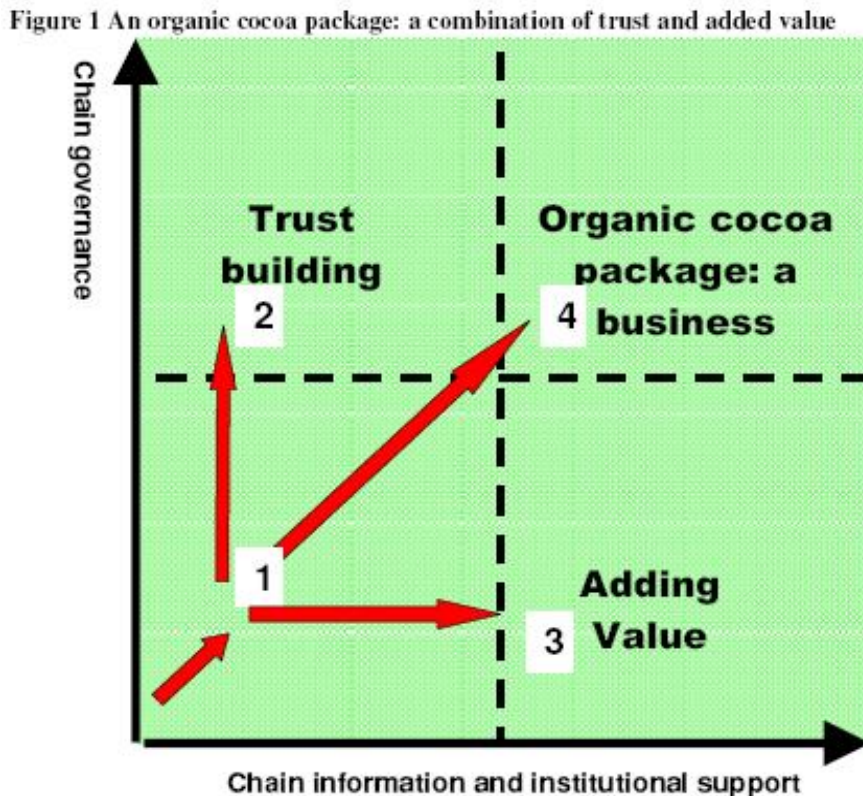 Figure 1 An organic cocoa package: a combination of trust and added value
Chain governance
Trust
building
2
Organic cocoa
package: a
4 business
1
Adding
Value
3
Chain information and institutional support